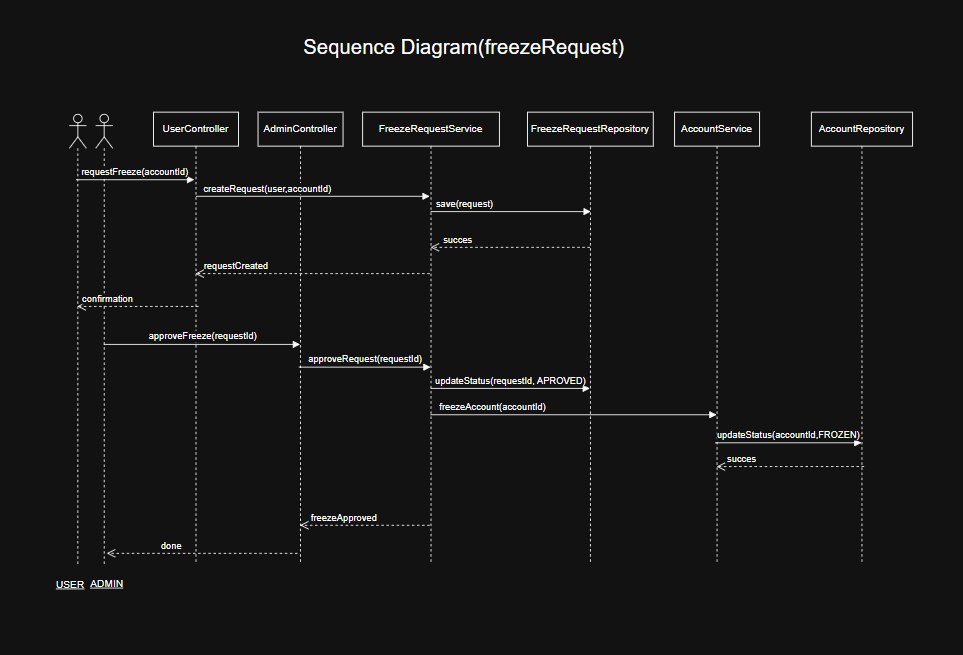 Sequence Diagram(freezeRequest)
UserController
AdminController
FreezeRequestService
FreezeRequestRepository
AccountService
AccountRepository
requestFreeze(accountId)
createRequest(user,accountId)
save(request)
succes
requestCreated
confirmation
approveFreeze(requestId)
approveRequest(requestId)
updateStatus(requestId, APROVED)
freezeAccount(accountId)
updateStatus(accountId,FROZEN)
succes
freezeApproved
done
USER
ADMIN